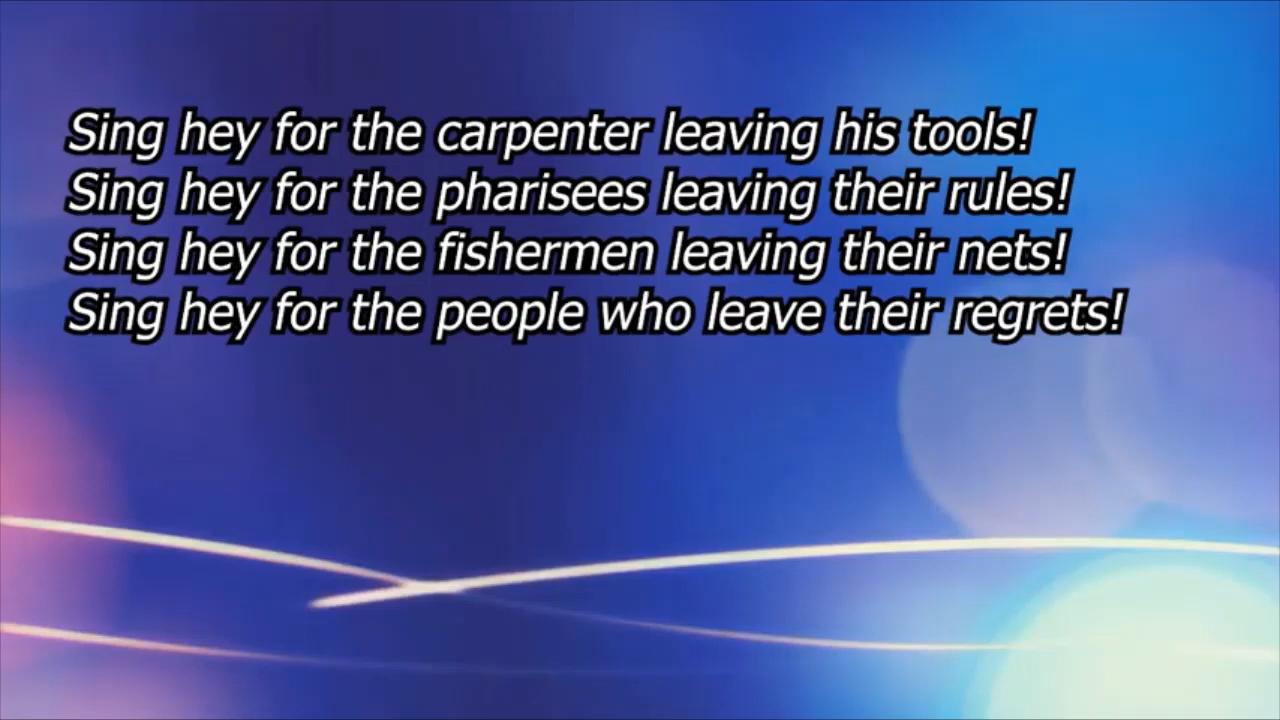 Sing hey for the carpenter leaving his tools!
Sing hey for the pharisees leaving their rules!
Sing hey for the fishermen leaving their nets!
Sing hey for the people who leave their regrets!